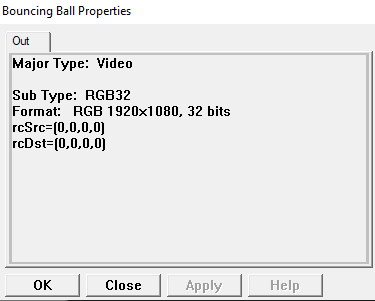 Bouncing Ball Properties
Out
Major Type:  Video
Sub Type:  RGB32
Format:   RGB 1920x1080, 32 bits
rcSrc=(0,0,0,0)
rcDst=(0,0,0,0)
OK Close Apply Help